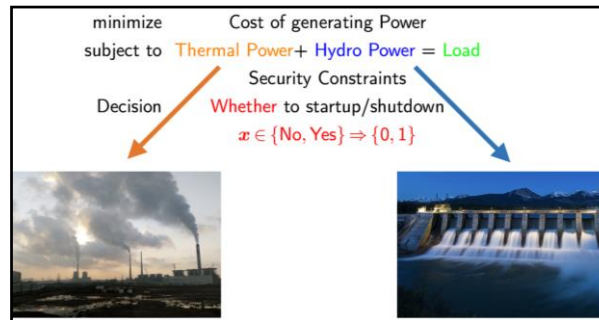 minimize Cost of generating Power
subject to Thermal Power+ Hydro Power = Load
Security Constraints
Decision Whether to startup/shutdown
x ∈ {No, Yes} ⇒ {0, 1}